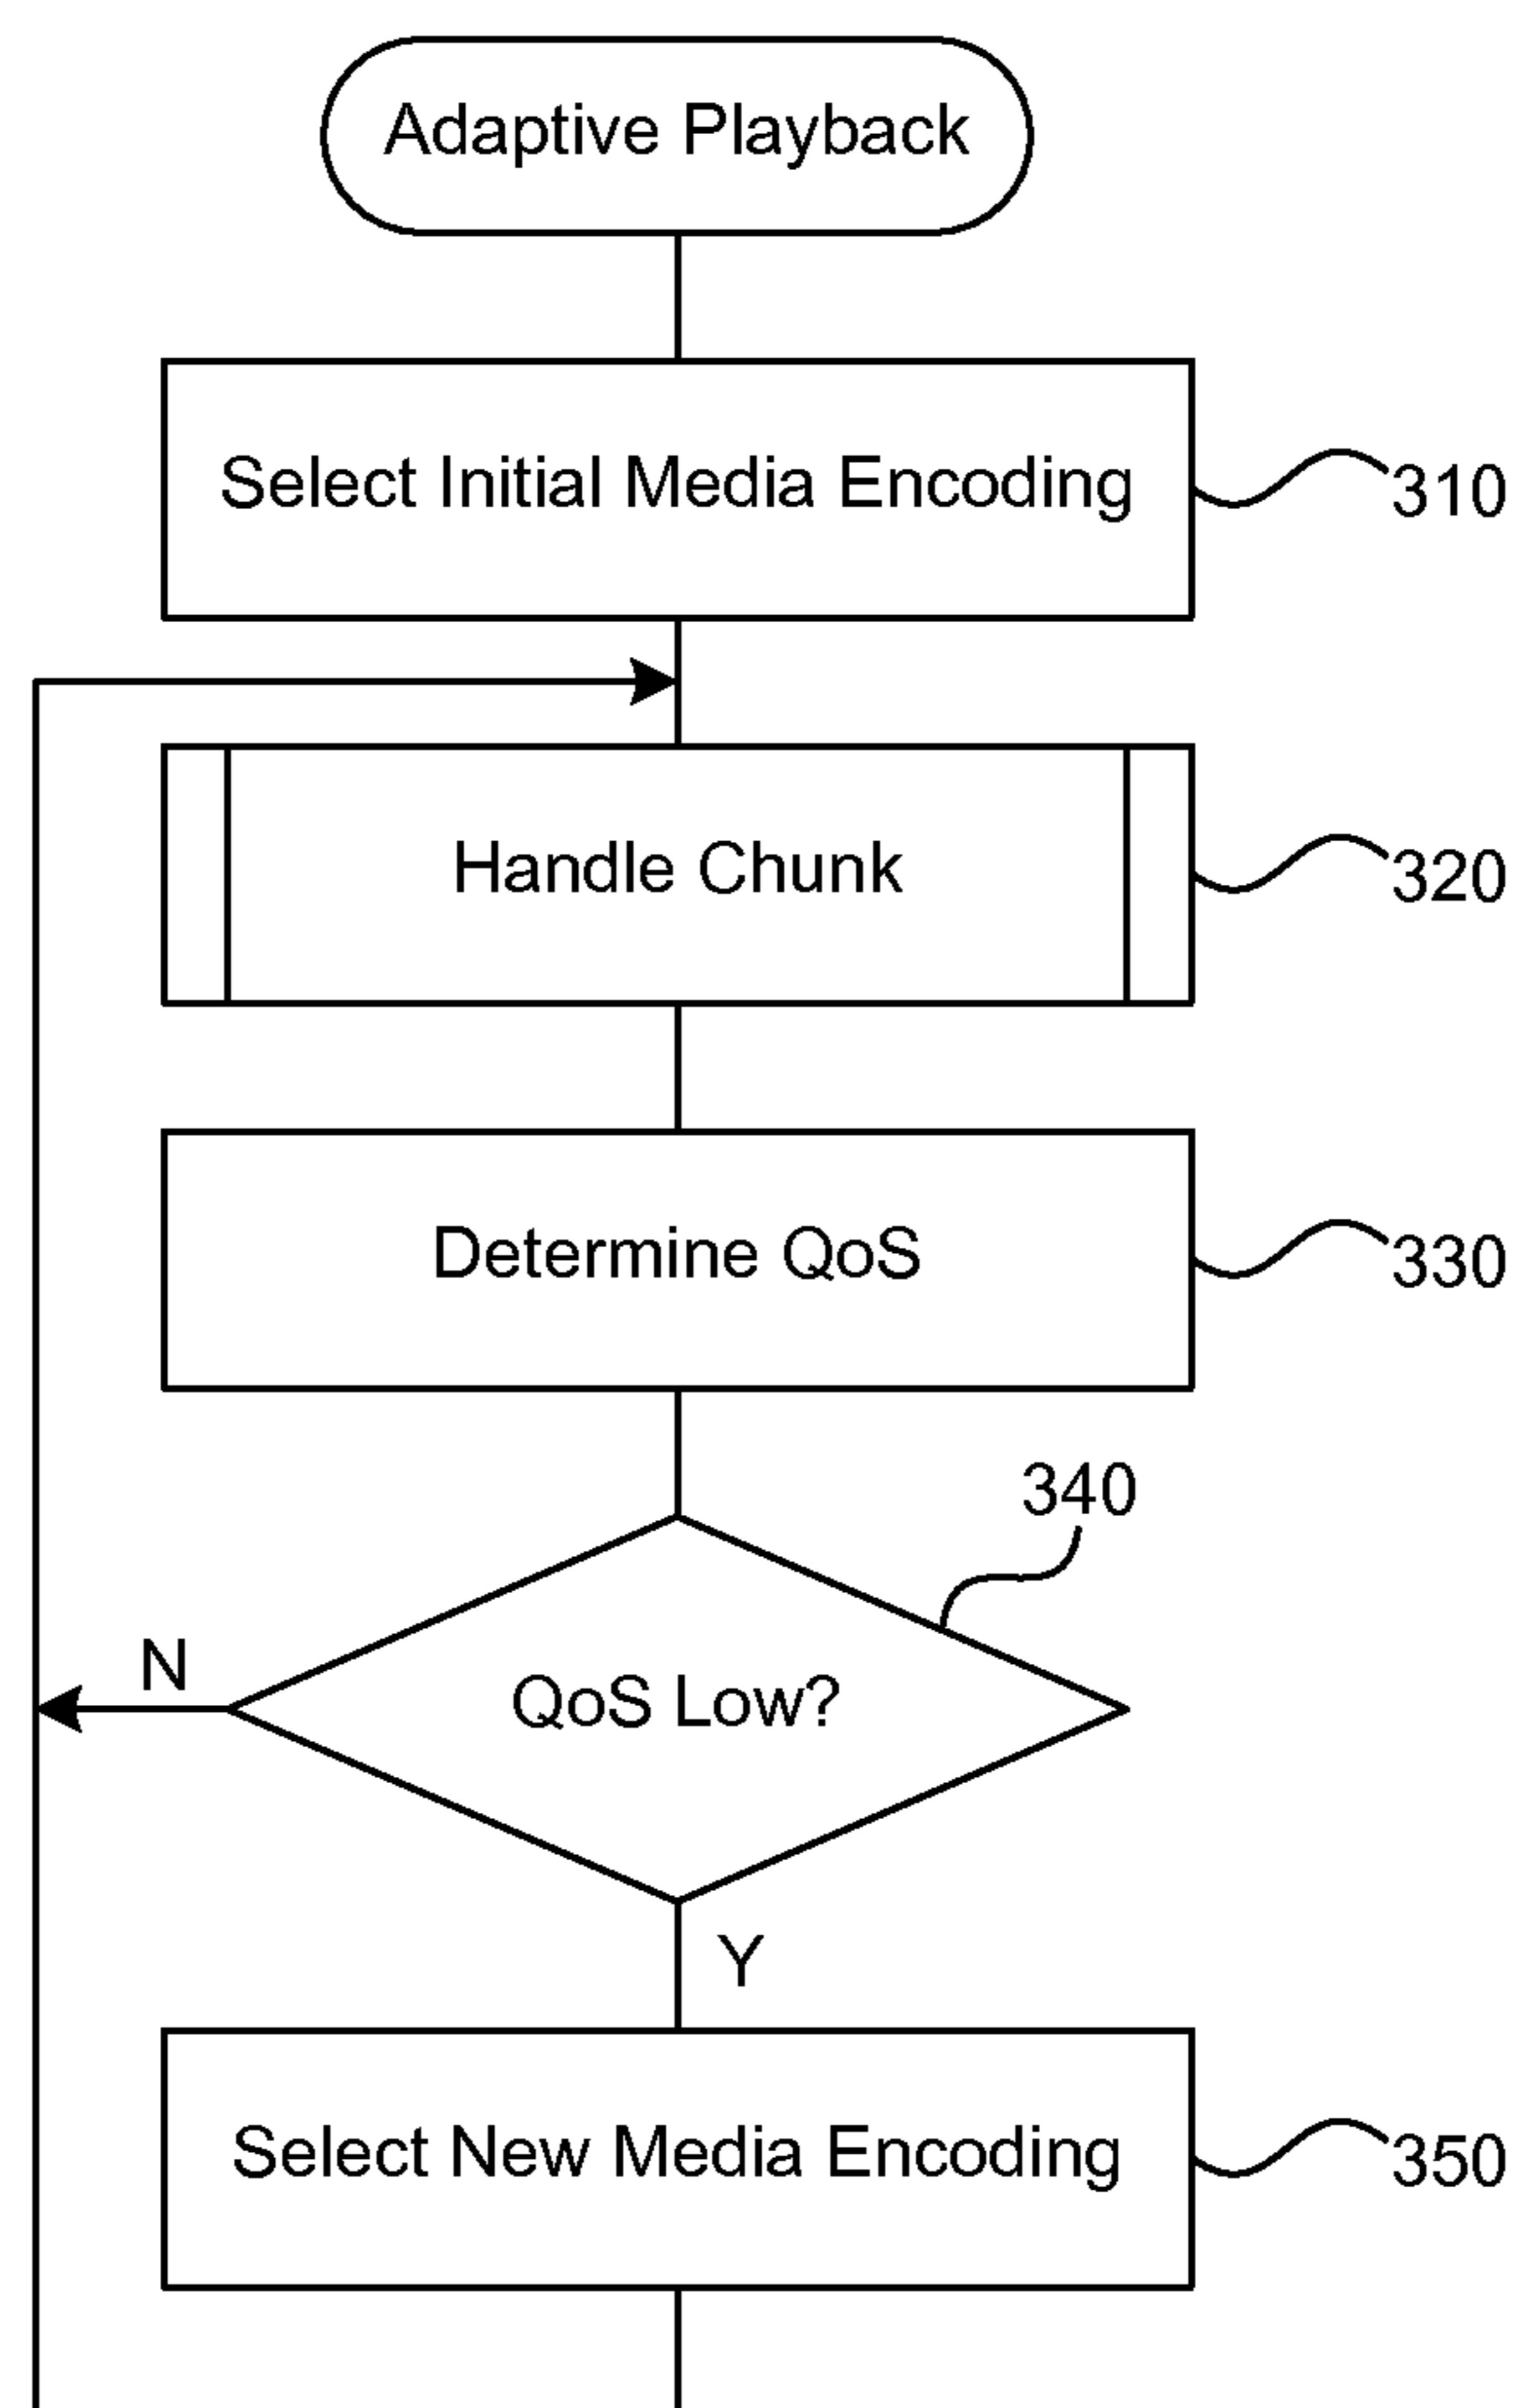 Adaptive Playback
Select Initial Media Encoding
310
Handle Chunk
320
Determine QoS
330
340
QoS Low?
N
Y
Select New Media Encoding
350